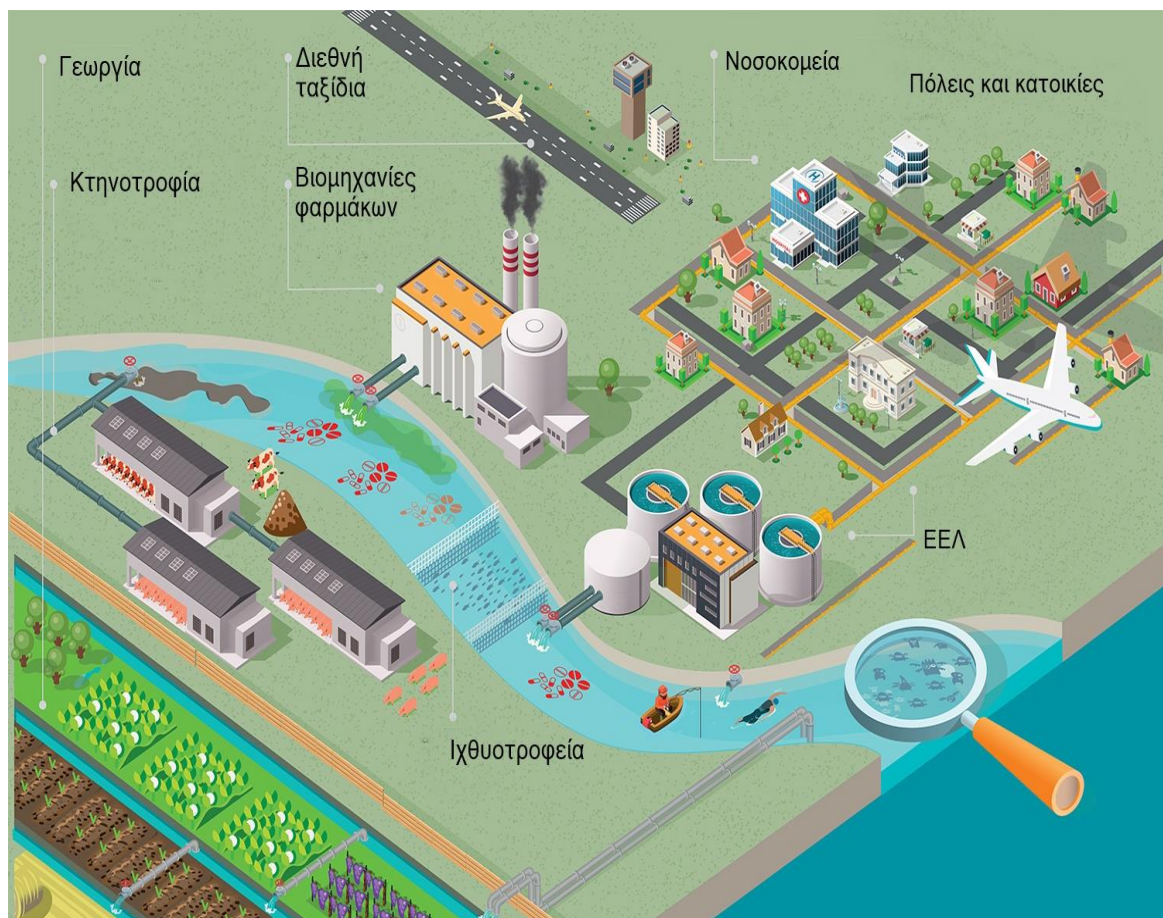 Γεωργία
Διεθνή
ταξίδια
Νοσοκομεία
Πόλεις και κατοικίες
Κτηνοτροφία
Βιομηχανίες
φαρμάκων
ΕΕΛ
Ιχθυοτροφεία
H